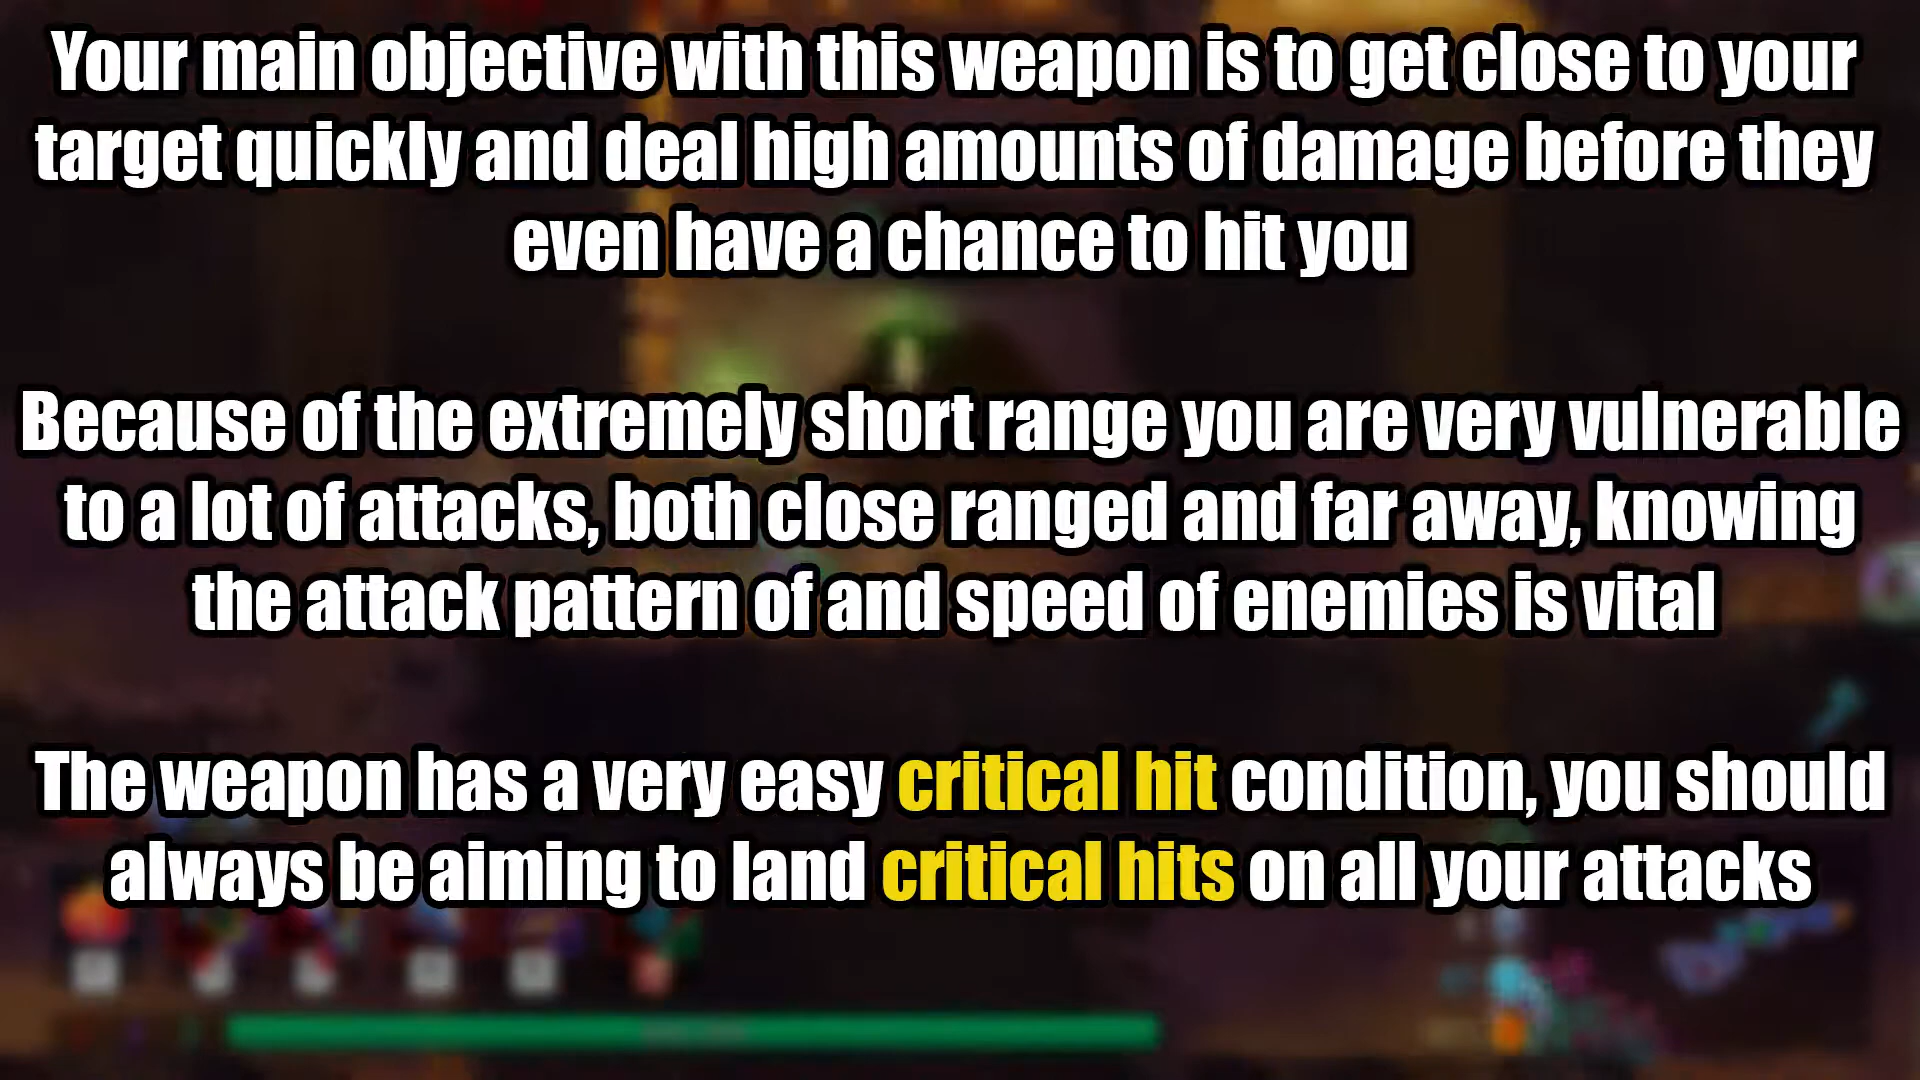 Your main objective with this weapon is to get close to your
target quickly and deal high amounts of damage before they
even have a chance to hit you
Because of the extremely short range you are very vulnerable
to a lot of attacks, both close ranged and far away, knowing
the attack pattern of and speed of enemies is vital
The weapon has a very easy critical hit condition, you should
always be aiming to land critical hits on all your attacks